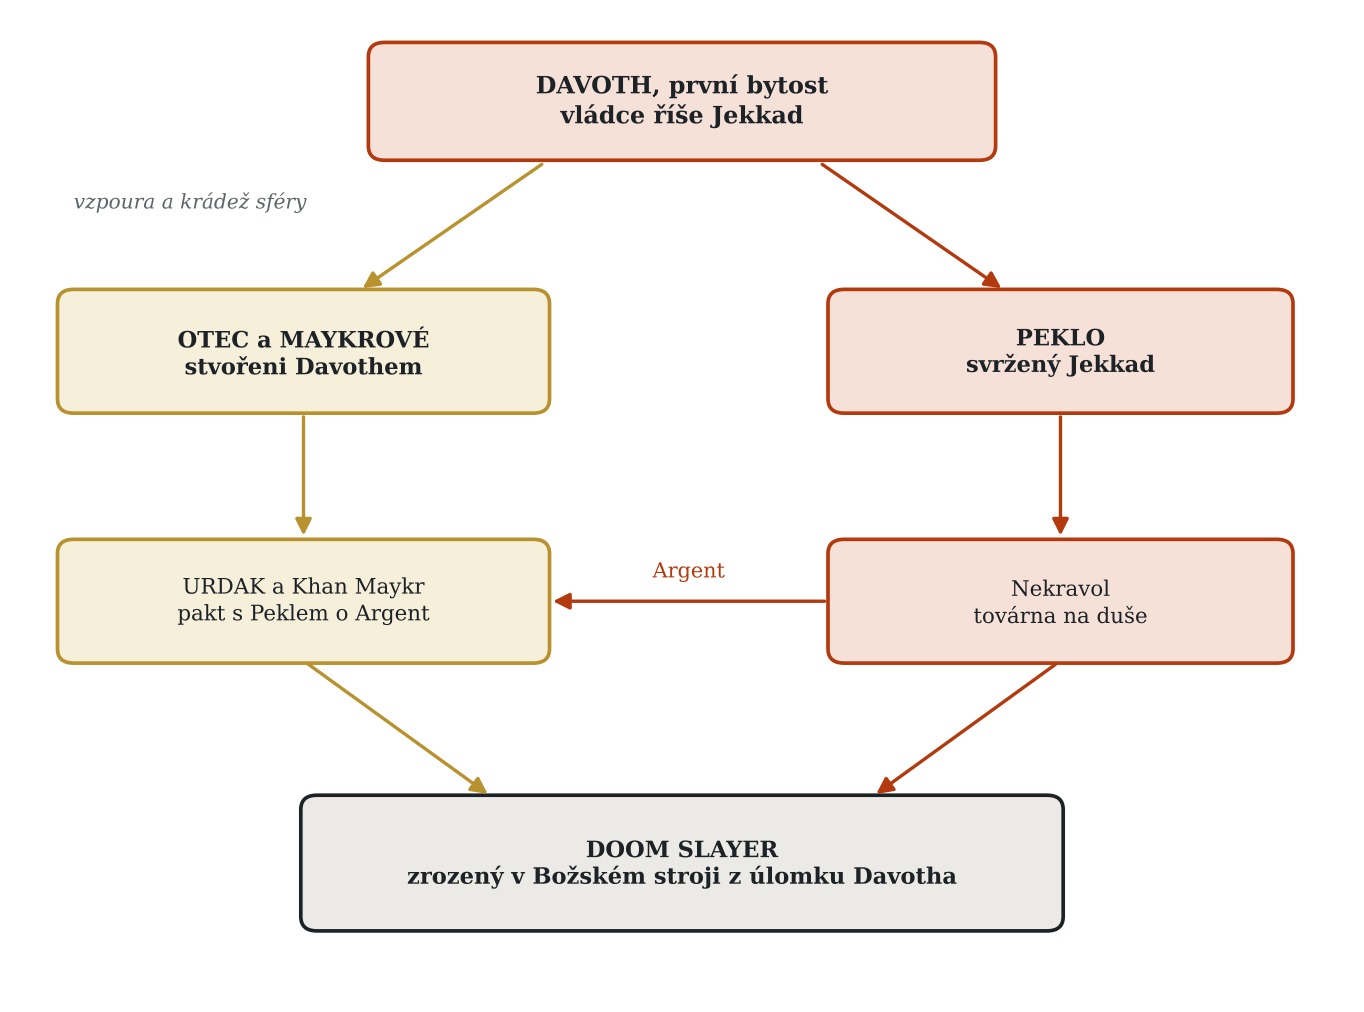 DAVOTH, první bytost
vládce říše Jekkad
vzpoura a krádež sféry
OTEC a MAYKROVÉ
stvořeni Davothem
PEKLO
svržený Jekkad
URDAK a Khan Maykr
pakt s Peklem o Argent
Argent
Nekravol
továrna na duše
DOOM SLAYER
zrozený v Božském stroji z úlomku Davotha